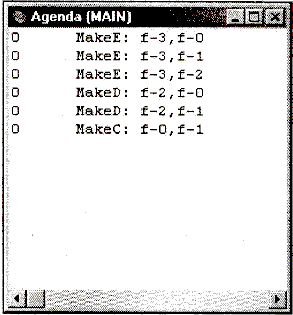 Agenda (MAIN)
0 MakeE: f-3,f-0
0 MakeE: f-3,f-1
0 MakeE: f-3,f-2
0 MakeD: f-2,f-0
0 MakeD: f-2,f-1
0 MakeC: f-0,f-1